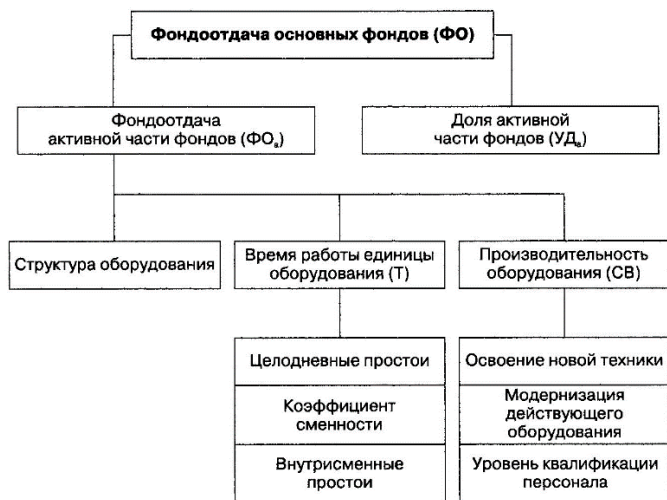 Фондоотдача основных фондов (ФО)
Фондоотдача
активной части фондов (ФОа)
Доля активной
части фондов (УДа)
Структура оборудования
Время работы единицы
оборудования (Т)
Производительность
оборудования (СВ)
Целодневные простои
Коэффициент
сменности
Внутрисменные
простои
Освоение новой техники
Модернизация
действующего
оборудования
Уровень квалификации
персонала